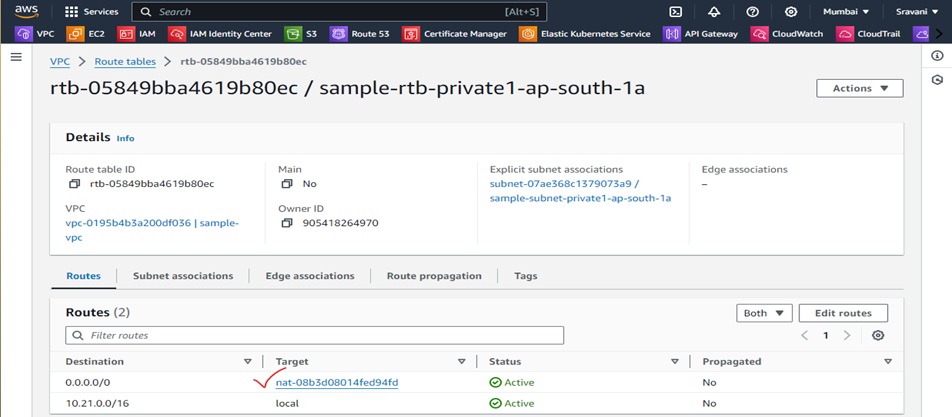 aws Services Search [Alt+S] Mumbai Sravani
VPC EC2 IAM IAM Identity Center S3 Route 53 Certificate Manager Elastic Kubernetes Service API Gateway CloudWatch CloudTrail
VPC Route tables rtb-05849bba4619b80ec
rtb-05849bba4619b80ec / sample-rtb-private1-ap-south-1a
Actions
Details Info
Route table ID
rtb-05849bba4619b80ec
Main
No
Explicit subnet associations
subnet-07ae368c1379073a9 /
sample-subnet-private1-ap-south-1a
Edge associations
–
VPC
vpc-0195b4b3a200df036 | sample-
vpc
Owner ID
905418264970
Routes Subnet associations Edge associations Route propagation Tags
Routes (2)
Both Edit routes
Filter routes
1
Destination Target Status Propagated
0.0.0.0/0 nat-08b3d08014fed94fd Active No
10.21.0.0/16 local Active No